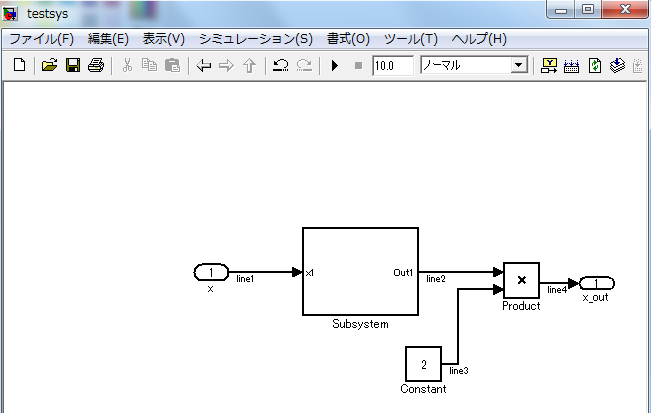 testsys
ファイル(F) 編集(E) 表示(V) シミュレーション(S) 書式(O) ツール(T) ヘルプ(H)
10.0 ノーマル
1
x
line1
x1
Out1
Subsystem
line2
×
Product
line4
1
x_out
2
Constant
line3